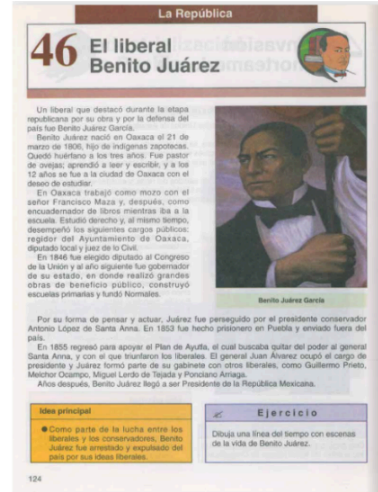 La República
46
El liberal
Benito Juárez
Un liberal que destacó durante la etapa
republicana por su obra y por la defensa del
país fue Benito Juárez García.
Benito Juárez nació en Oaxaca el 21 de
marzo de 1806, hijo de indígenas zapotecas.
Quedó huérfano a los tres años. Fue pastor
de ovejas; aprendió a leer y escribir, y a los
12 años se fue a la ciudad de Oaxaca con el
deseo de estudiar.
En Oaxaca trabajó como mozo con el
señor Francisco Maza y, después, como
encuadernador de libros mientras iba a la
escuela. Estudió derecho y, al mismo tiempo,
desempeñó los siguientes cargos públicos:
regidor del Ayuntamiento de Oaxaca,
diputado local y juez de lo Civil.
En 1846 fue elegido diputado al Congreso
de la Unión y al año siguiente fue gobernador
de su estado, en donde realizó grandes
obras de beneficio público, construyó
escuelas primarias y fundó Normales.
Benito Juárez García
Por su forma de pensar y actuar, Juárez fue perseguido por el presidente conservador
Antonio López de Santa Anna. En 1853 fue hecho prisionero en Puebla y enviado fuera del
país.
En 1855 regresó para apoyar el Plan de Ayutla, el cual buscaba quitar del poder al general
Santa Anna, y con el que triunfaron los liberales. El general Juan Álvarez ocupó el cargo de
presidente y Juárez formó parte de su gabinete con otros liberales, como Guillermo Prieto,
Melchor Ocampo, Miguel Lerdo de Tejada y Ponciano Arriaga.
Años después, Benito Juárez llegó a ser Presidente de la República Mexicana.
Idea principal
Como parte de la lucha entre los
liberales y los conservadores, Benito
Juárez fue arrestado y expulsado del
país por sus ideas liberales.
Ejercicio
Dibuja una línea del tiempo con escenas
de la vida de Benito Juárez.
124